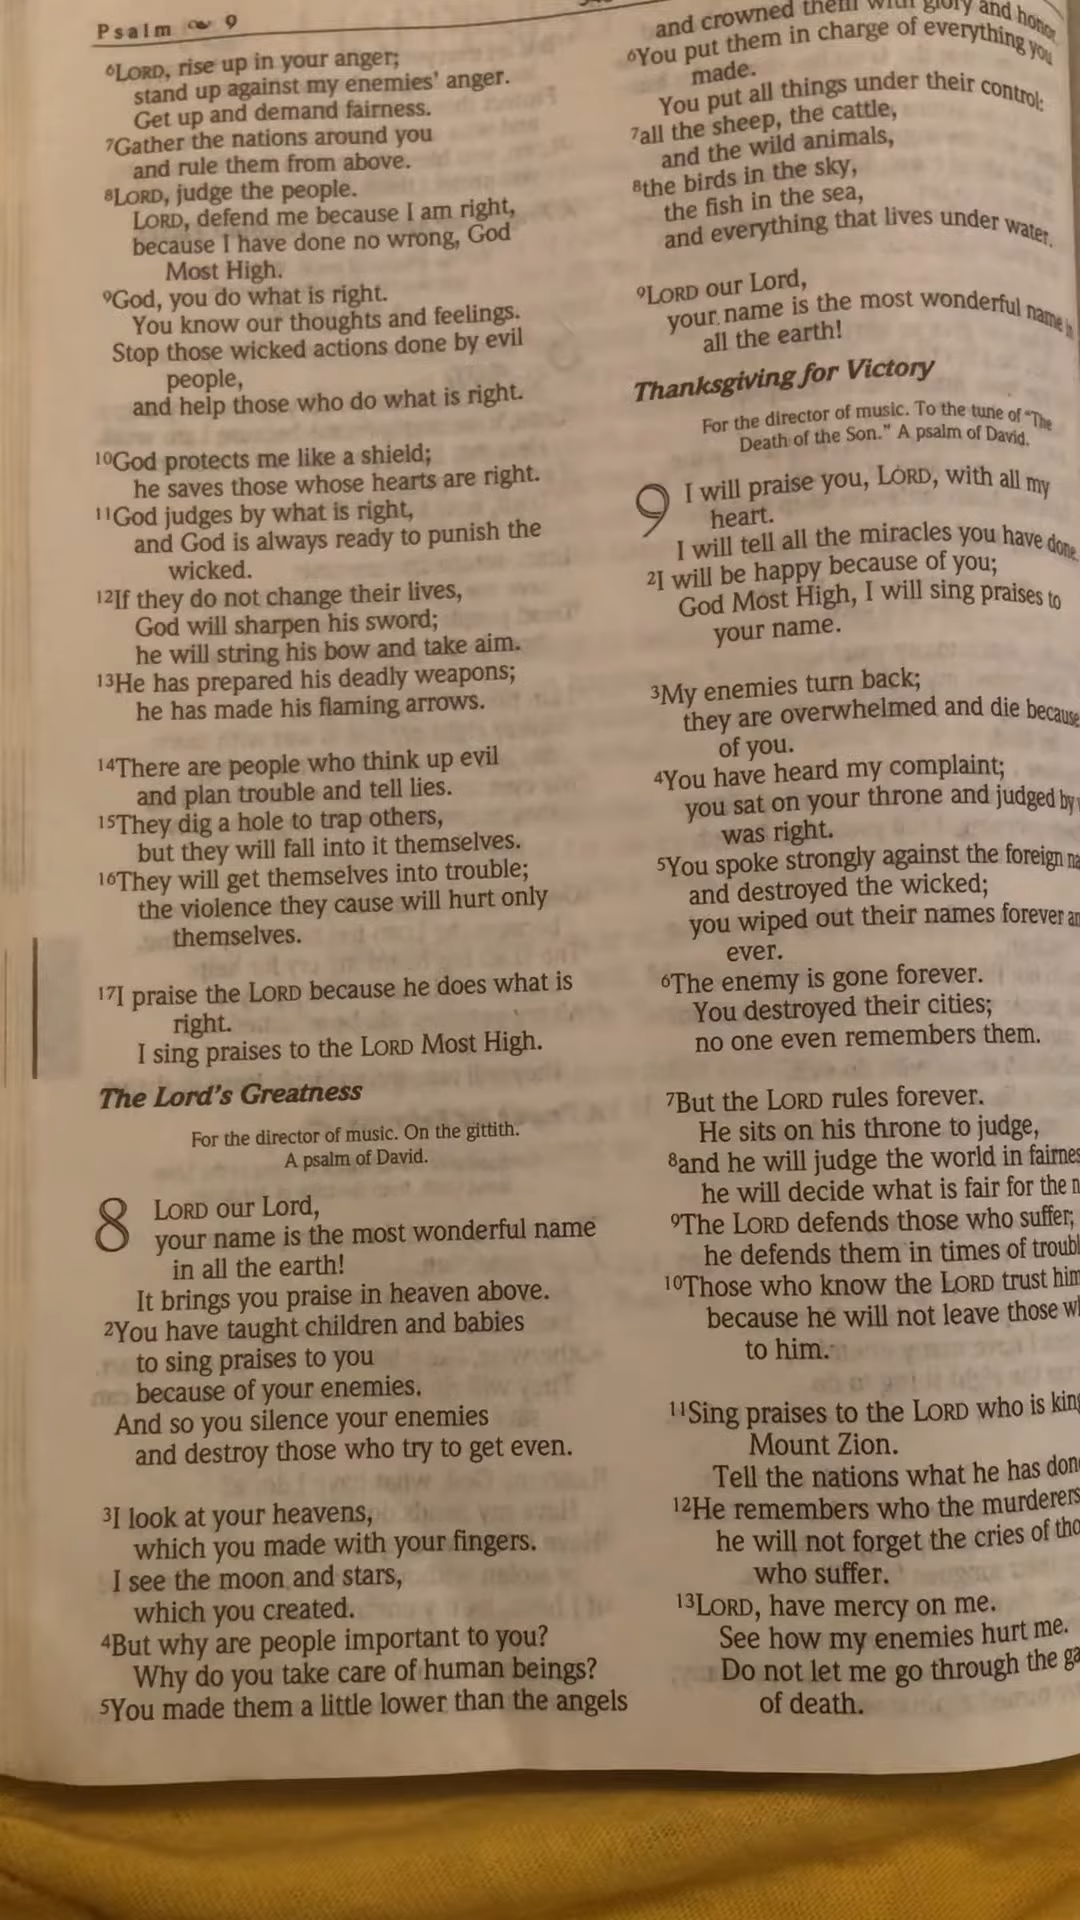 Psalm 9
6LORD, rise up in your anger;
stand up against my enemies' anger.
Get up and demand fairness.
7Gather the nations around you
and rule them from above.
8LORD, judge the people.
LORD, defend me because I am right,
because I have done no wrong, God
Most High.
9God, you do what is right.
You know our thoughts and feelings.
Stop those wicked actions done by evil
people,
and help those who do what is right.
10God protects me like a shield;
he saves those whose hearts are right.
11God judges by what is right,
and God is always ready to punish the
wicked.
12If they do not change their lives,
God will sharpen his sword;
he will string his bow and take aim.
13He has prepared his deadly weapons;
he has made his flaming arrows.
14There are people who think up evil
and plan trouble and tell lies.
15They dig a hole to trap others,
but they will fall into it themselves.
16They will get themselves into trouble;
the violence they cause will hurt only
themselves.
17I praise the LORD because he does what is
right.
I sing praises to the LORD Most High.
The Lord's Greatness
For the director of music. On the gittith.
A psalm of David.
8 LORD our Lord,
your name is the most wonderful name
in all the earth!
It brings you praise in heaven above.
2You have taught children and babies
to sing praises to you
because of your enemies.
And so you silence your enemies
and destroy those who try to get even.
3I look at your heavens,
which you made with your fingers.
I see the moon and stars,
which you created.
4But why are people important to you?
Why do you take care of human beings?
5You made them a little lower than the angels
and crowned them with glory and honor.
6You put them in charge of everything you
made.
You put all things under their control:
7all the sheep, the cattle,
and the wild animals,
8the birds in the sky,
the fish in the sea,
and everything that lives under water.
9LORD our Lord,
your name is the most wonderful name in
all the earth!
Thanksgiving for Victory
For the director of music. To the tune of "The
Death of the Son." A psalm of David.
9 I will praise you, LORD, with all my
heart.
I will tell all the miracles you have done.
2I will be happy because of you;
God Most High, I will sing praises to
your name.
3My enemies turn back;
they are overwhelmed and die because
of you.
4You have heard my complaint;
you sat on your throne and judged by
was right.
5You spoke strongly against the foreign
and destroyed the wicked;
you wiped out their names forever
ever.
6The enemy is gone forever.
You destroyed their cities;
no one even remembers them.
7But the LORD rules forever.
He sits on his throne to judge,
8and he will judge the world in
he will decide what is fair for the
9The LORD defends those who suffer;
he defends them in times of
10Those who know the LORD trust
because he will not leave those
to him.
11Sing praises to the LORD who is
Mount Zion.
Tell the nations what he has
12He remembers who the murderers
he will not forget the cries of
who suffer.
13LORD, have mercy on me.
See how my enemies hurt me.
Do not let me go through the
of death.